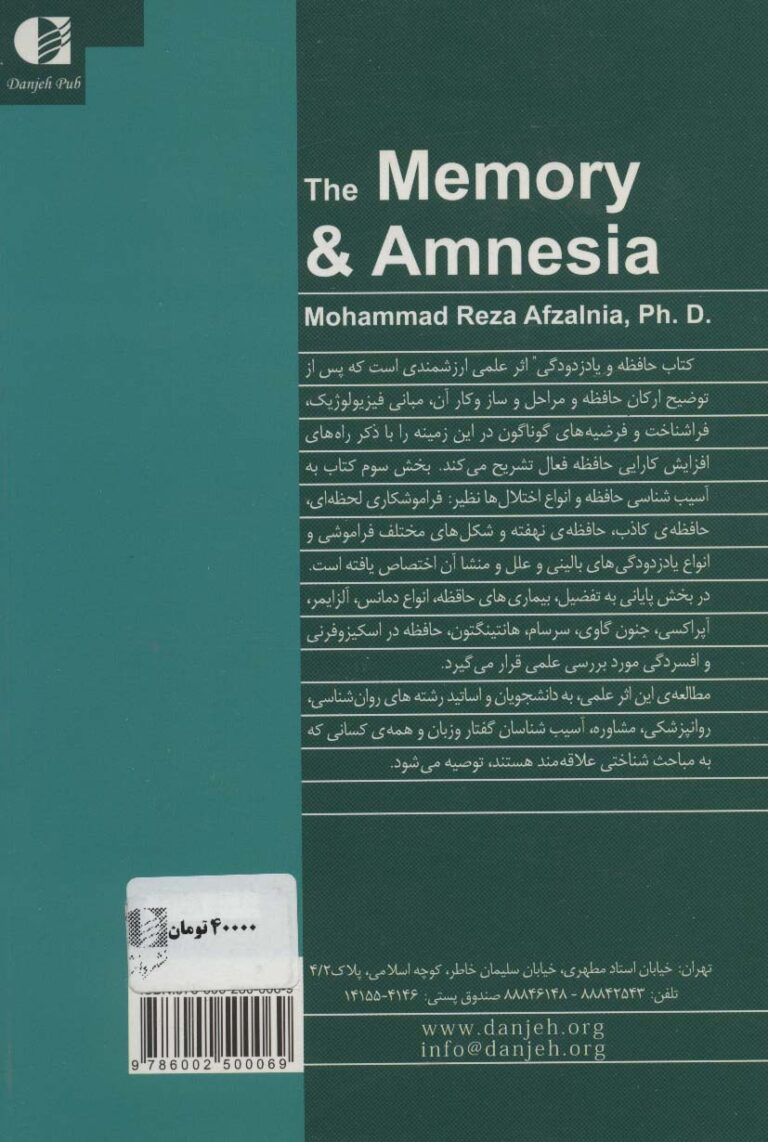 Danjeh Pub
The Memory
& Amnesia
Mohammad Reza Afzalnia, Ph. D.
کتاب حافظه و یادزدودگی" اثر علمی ارزشمندی است که پس از
توضیح ارکان حافظه و مراحل و ساز وکار آن، مبانی فیزیولوژیک،
فراشناخت و فرضیه‌های گوناگون در این زمینه را با ذکر راه‌های
افزایش کارایی حافظه فعال تشریح می‌کند. بخش سوم کتاب به
آسیب شناسی حافظه و انواع اختلال‌ها نظیر: فراموشکاری لحظه‌ای،
حافظه‌ی کاذب، حافظه‌ی نهفته و شکل‌های مختلف فراموشی و
انواع یادزدودگی‌های بالینی و علل و منشا آن اختصاص یافته است.
در بخش پایانی به تفضیل، بیماری‌های حافظه، انواع دمانس، آلزایمر،
آپراکسی، جنون گاوی، سرسام، هانتینگتون، حافظه در اسکیزوفرنی
و افسردگی مورد بررسی علمی قرار می‌گیرد.
مطالعه‌ی این اثر علمی، به دانشجویان و اساتید رشته های روان‌شناسی،
روانپزشکی، مشاوره، آسیب شناسان گفتار وزبان و همه‌ی کسانی که
به مباحث شناختی علاقه‌مند هستند، توصیه می‌شود.
۴۰۰۰۰ تومان
9 786002 500069
تهران: خیابان استاد مطهری، خیابان سلیمان خاطر، کوچه اسلامی، پلاک۴/۲
تلفن: ۸۸۸۴۲۵۴۳ - ۸۸۸۴۶۱۴۸ صندوق پستی: ۴۱۴۶-۱۴۱۵۵
www.danjeh.org
info@danjeh.org